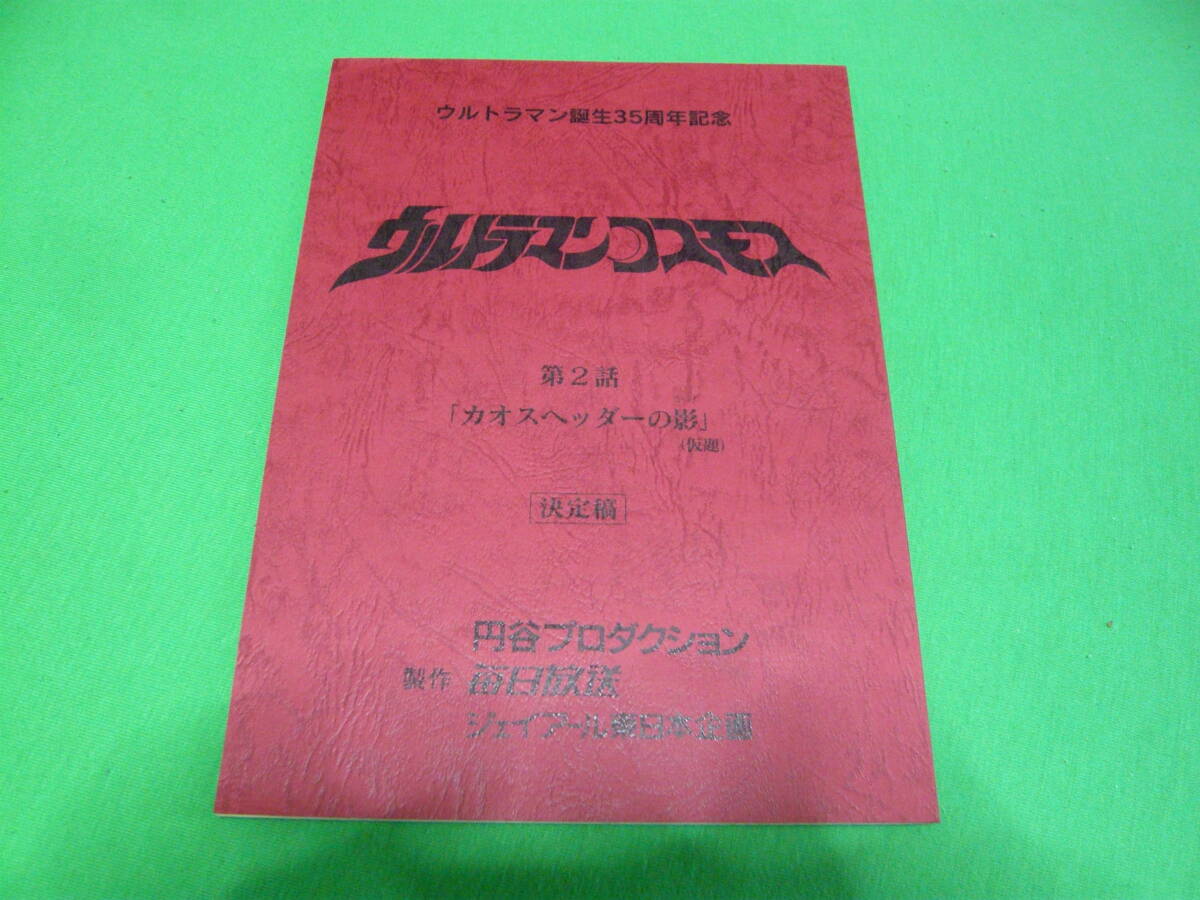 ウルトラマン誕生35周年記念
ウルトラマンコスモス
第2話
「カオスヘッダーの影」
(仮題)
決定稿
円谷プロダクション
製作 毎日放送
ジェイアール東日本企画